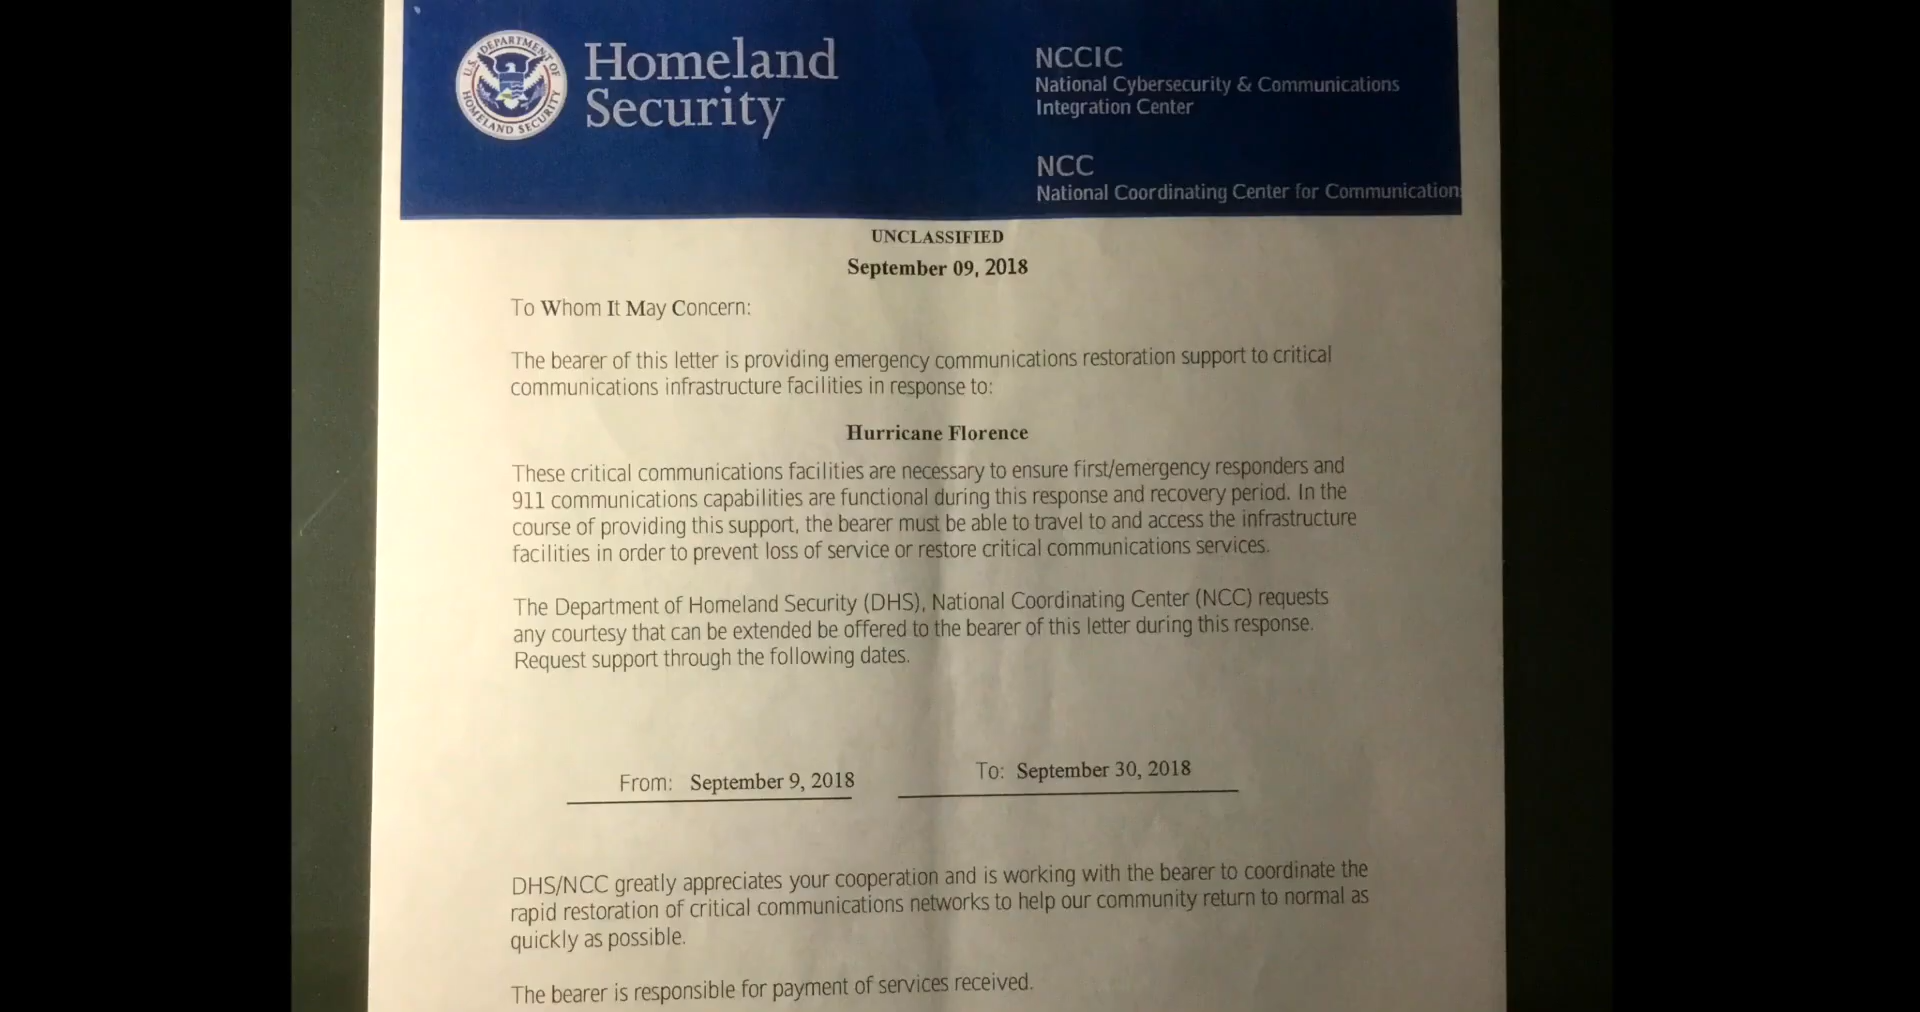 U.S. DEPARTMENT OF HOMELAND SECURITY
Homeland
Security
NCCIC
National Cybersecurity & Communications
Integration Center
NCC
National Coordinating Center for Communications
UNCLASSIFIED
September 09, 2018
To Whom It May Concern:
The bearer of this letter is providing emergency communications restoration support to critical
communications infrastructure facilities in response to:
Hurricane Florence
These critical communications facilities are necessary to ensure first/emergency responders and
911 communications capabilities are functional during this response and recovery period. In the
course of providing this support, the bearer must be able to travel to and access the infrastructure
facilities in order to prevent loss of service or restore critical communications services.
The Department of Homeland Security (DHS), National Coordinating Center (NCC) requests
any courtesy that can be extended be offered to the bearer of this letter during this response.
Request support through the following dates.
From: September 9, 2018 To: September 30, 2018
DHS/NCC greatly appreciates your cooperation and is working with the bearer to coordinate the
rapid restoration of critical communications networks to help our community return to normal as
quickly as possible.
The bearer is responsible for payment of services received.